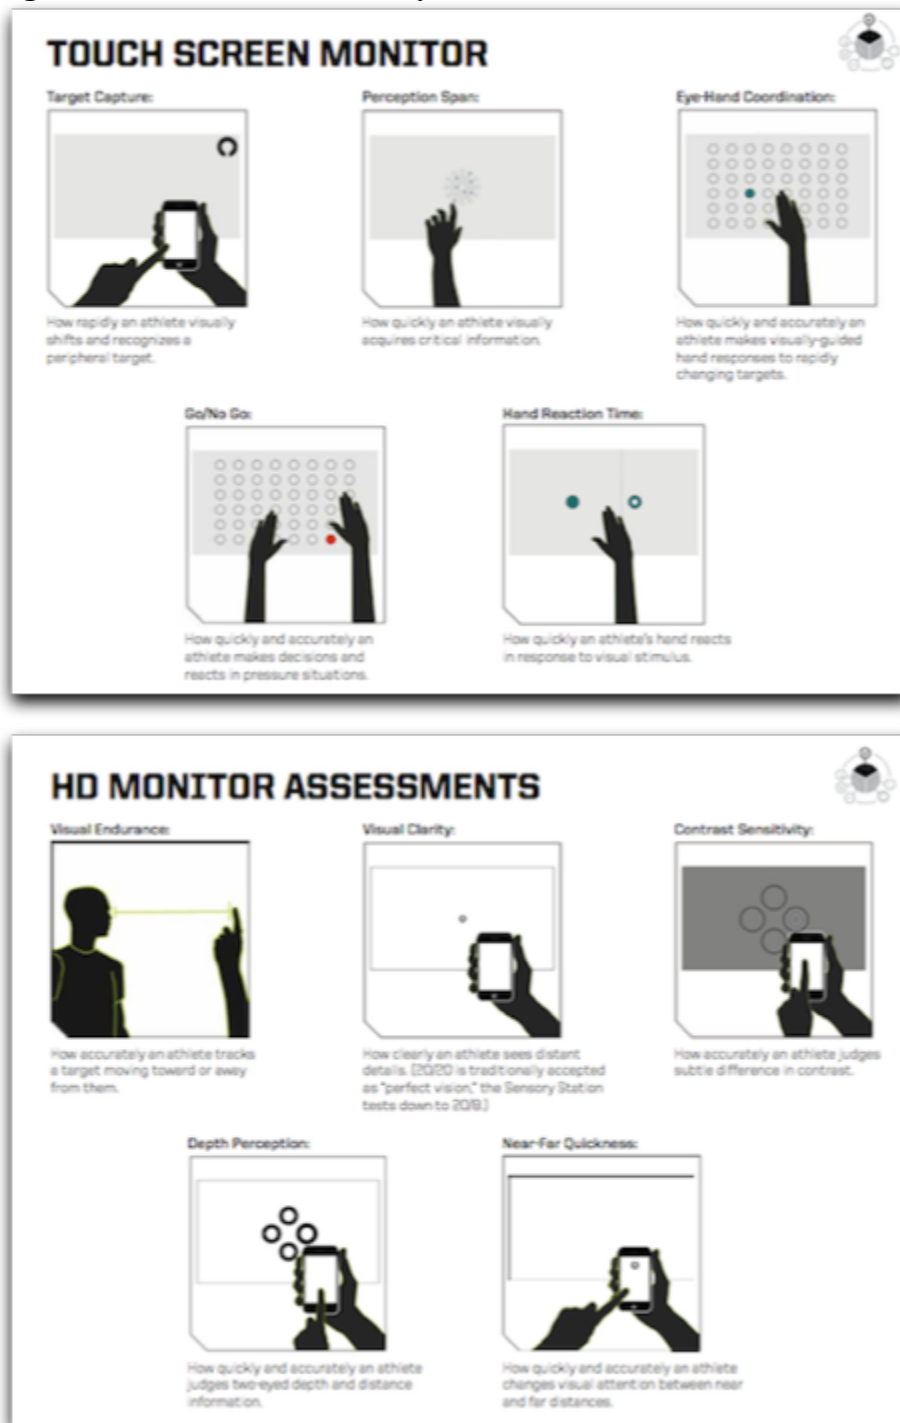 TOUCH SCREEN MONITOR
Target Capture:
How rapidly an athlete visually
shifts and recognizes a
peripheral target.
Perception Span:
How quickly an athlete visually
acquires critical information.
Eye-Hand Coordination:
How quickly and accurately an
athlete makes visually-guided
hand responses to rapidly
changing targets.
Go/No Go:
How quickly and accurately an
athlete makes decisions and
reacts in pressure situations.
Hand Reaction Time:
How quickly an athlete's hand reacts
in response to visual stimulus.
HD MONITOR ASSESSMENTS
Visual Endurance:
How accurately an athlete tracks
a target moving toward or away
from them.
Visual Clarity:
How clearly an athlete sees distant
details. [20/20 is traditionally accepted
as "perfect vision," the Sensory Station
tests down to 20/8.]
Contrast Sensitivity:
How accurately an athlete judges
subtle difference in contrast.
Depth Perception:
How quickly and accurately an athlete
judges two-eyed depth and distance
information.
Near-Far Quickness:
How quickly and accurately an athlete
changes visual attention between near
and far distances.